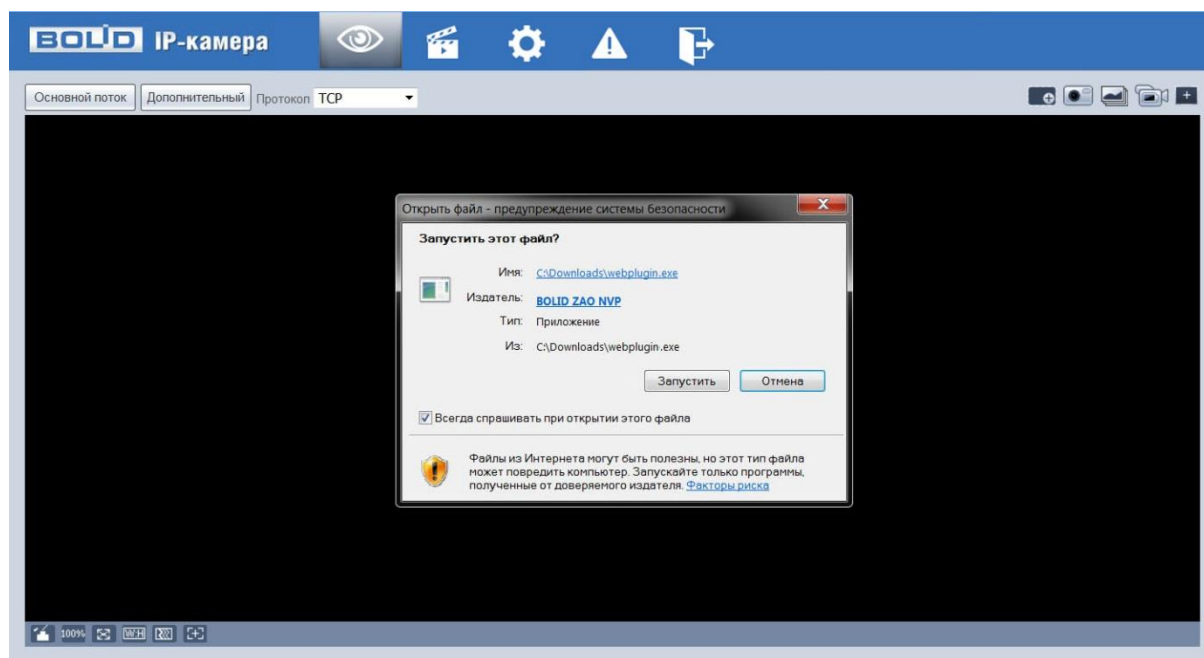 BOLID IP-камера
Основной поток Дополнительный Протокол TCP
Открыть файл - предупреждение системы безопасности
Запустить этот файл?
Имя: C:\Downloads\webplugin.exe
Издатель: BOLID ZAO NVP
Тип: Приложение
Из: C:\Downloads\webplugin.exe
Запустить Отмена
Всегда спрашивать при открытии этого файла
Файлы из Интернета могут быть полезны, но этот тип файла
может повредить компьютер. Запускайте только программы,
полученные от доверяемого издателя. Факторы риска
100% W:H